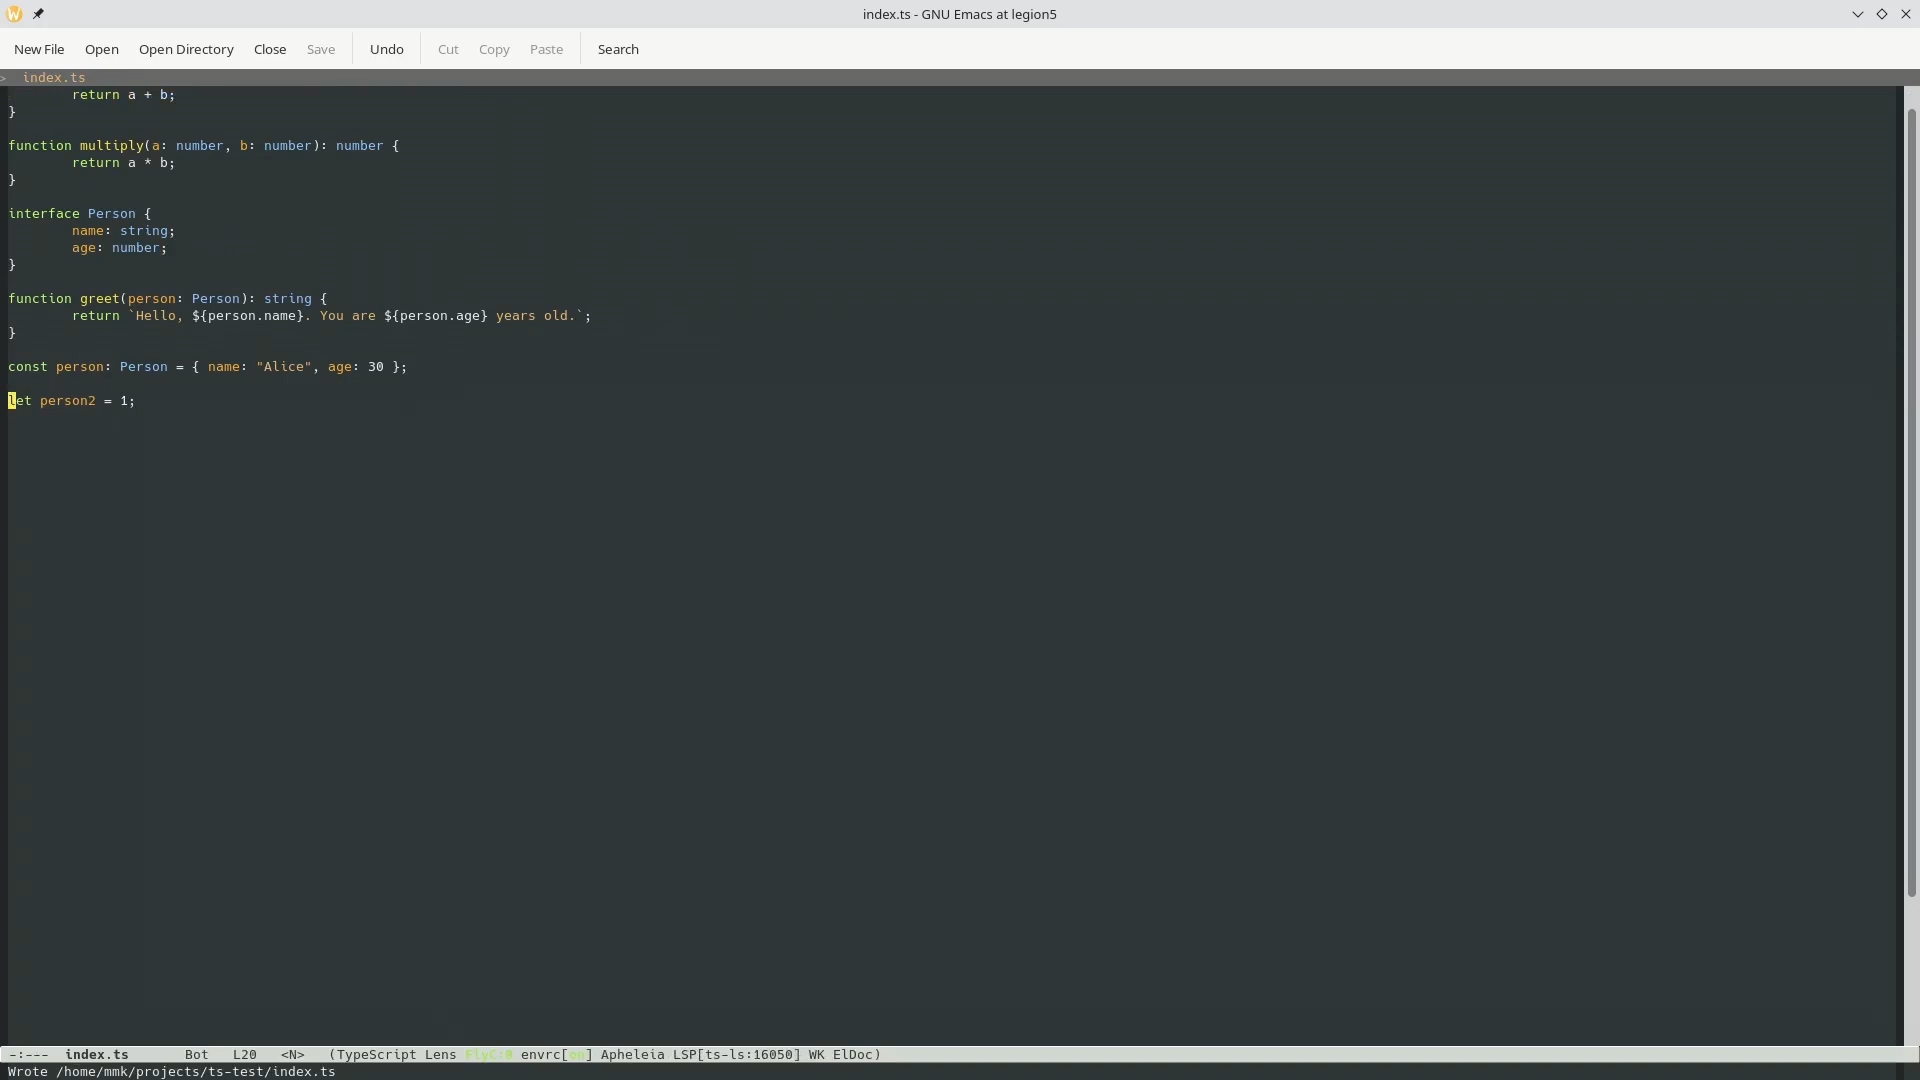 W
index.ts - GNU Emacs at legion5
New File Open Open Directory Close Save Undo Cut Copy Paste Search
> index.ts
        return a + b;
}

function multiply(a: number, b: number): number {
        return a * b;
}

interface Person {
        name: string;
        age: number;
}

function greet(person: Person): string {
        return `Hello, ${person.name}. You are ${person.age} years old.`;
}

const person: Person = { name: "Alice", age: 30 };

let person2 = 1;
-:---  index.ts       Bot   L20   <N>   (TypeScript Lens FlyC:0 envrc[on] Apheleia LSP[ts-ls:16050] WK ElDoc)
Wrote /home/mmk/projects/ts-test/index.ts